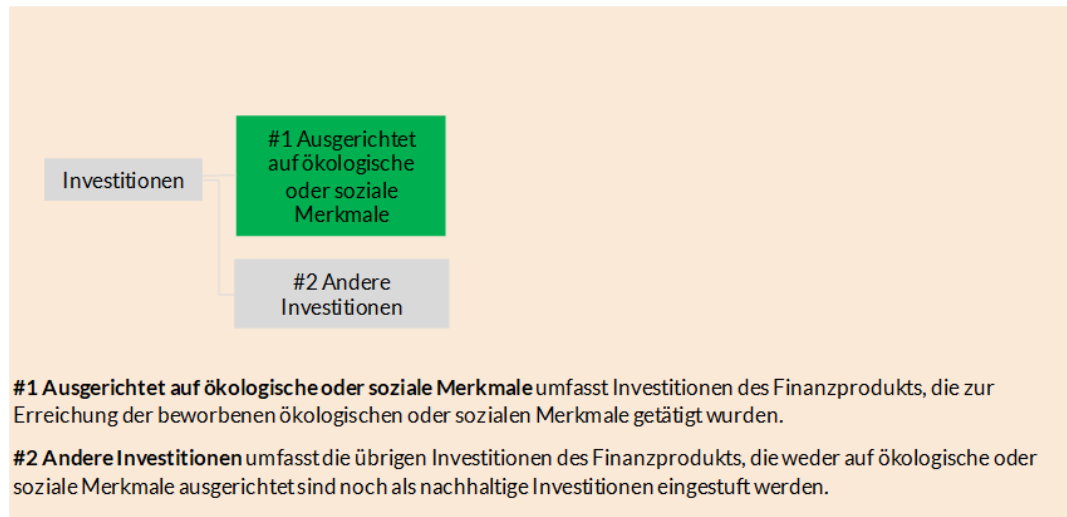 #1 Ausgerichtet
auf ökologische
oder soziale
Merkmale
Investitionen
#2 Andere
Investitionen
#1 Ausgerichtet auf ökologische oder soziale Merkmale umfasst Investitionen des Finanzprodukts, die zur
Erreichung der beworbenen ökologischen oder sozialen Merkmale getätigt wurden.
#2 Andere Investitionen umfasst die übrigen Investitionen des Finanzprodukts, die weder auf ökologische oder
soziale Merkmale ausgerichtet sind noch als nachhaltige Investitionen eingestuft werden.